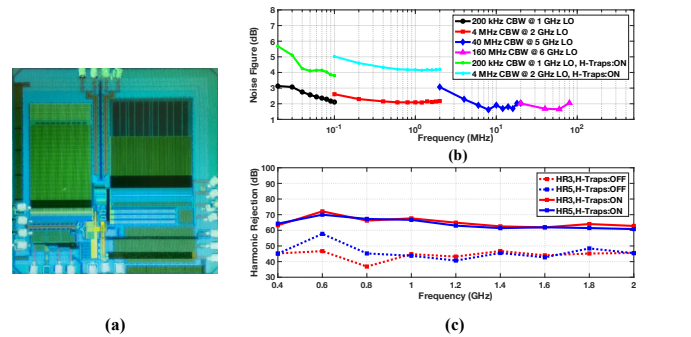 8
7
6
5
4
3
2
1
Noise Figure (dB)
200 kHz CBW @ 1 GHz LO
4 MHz CBW @ 2 GHz LO
40 MHz CBW @ 5 GHz LO
160 MHz CBW @ 6 GHz LO
200 kHz CBW @ 1 GHz LO, H-Traps:ON
4 MHz CBW @ 2 GHz LO, H-Traps:ON
10-1 100 101 102
Frequency (MHz)
(b)
100
90
80
70
60
50
40
30
Harmonic Rejection (dB)
HR3,H-Traps:OFF
HR5,H-Traps:OFF
HR3,H-Traps:ON
HR5,H-Traps:ON
0.4 0.6 0.8 1 1.2 1.4 1.6 1.8 2
Frequency (GHz)
(a)
(c)